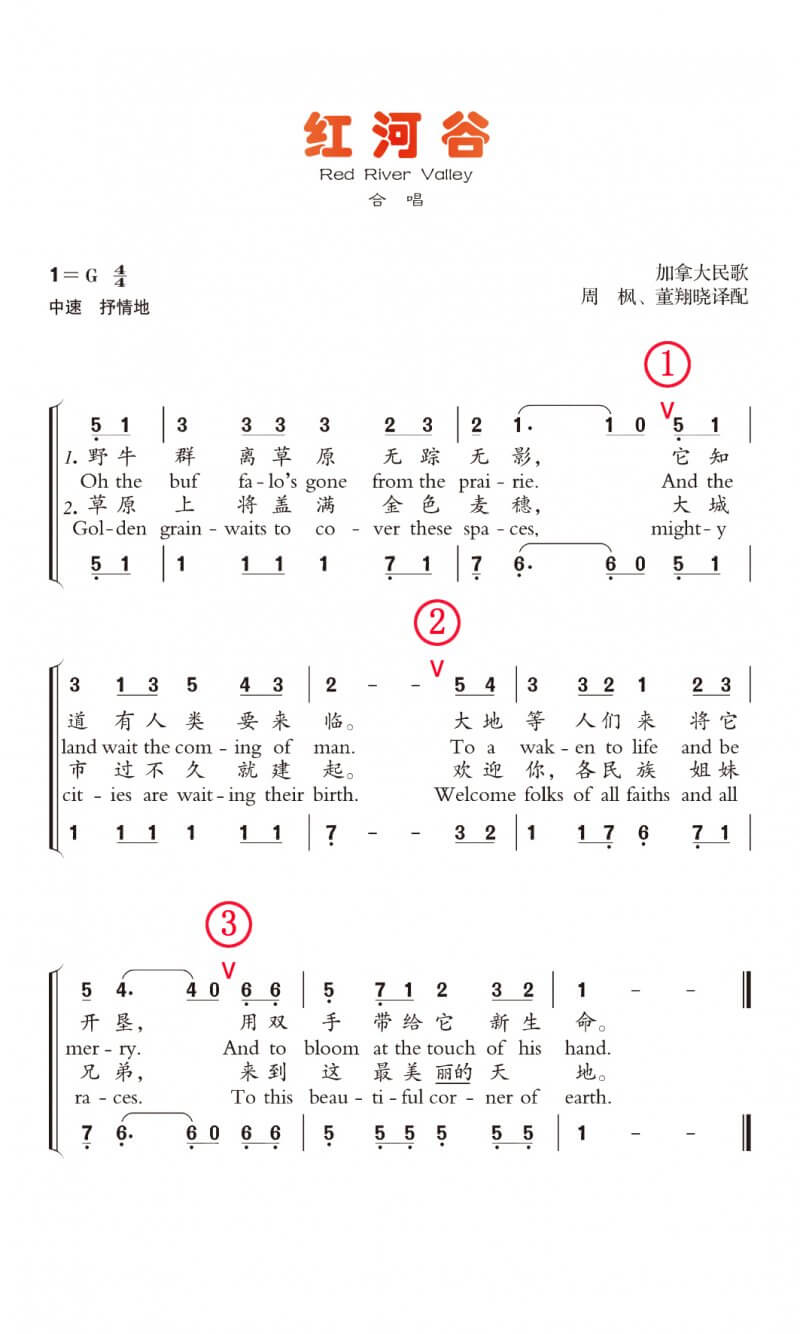 红河谷
Red River Valley
合 唱
1=G 4/4
加拿大民歌
中速 抒情地
周 枫、董翔晓译配
①
∨
5 1 | 3 3 3 3 2 3 | 2 1. 1 0 5 1 |
1. 野牛 群 离草原 无踪无影， 它知
Oh the buf fa-lo's gone from the prai-rie. And the
2. 草原 上 将盖满 金色麦穗， 大城
Gol-den grain-waits to co-ver these spa-ces, might-y
5 1 | 1 1 1 1 7 1 | 7 6. 6 0 5 1 |
②
∨
3 1 3 5 4 3 | 2 - - 5 4 | 3 3 2 1 2 3 |
道 有人类 要来临。 大地等 人们来 将它
land wait the com-ing of man. To a wak-en to life and be
市 过不久 就建起。 欢迎你，各民族 姐妹
cit-ies are wait-ing their birth. Welcome folks of all faiths and all
1 1 1 1 1 1 | 7 - - 3 2 | 1 1 7 6 7 1 |
③
∨
5 4. 4 0 6 6 | 5 7 1 2 3 2 | 1 - - ‖
开垦， 用双 手 带给它 新生命。
mer-ry. And to bloom at the touch of his hand.
兄弟， 来到 这 最美丽的天 地。
ra-ces. To this beau-ti-ful cor-ner of earth.
7 6. 6 0 6 6 | 5 5 5 5 5 5 | 1 - - ‖